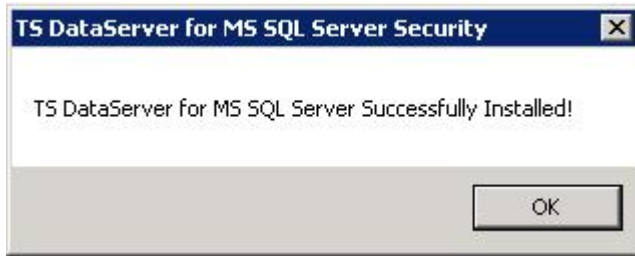 TS DataServer for MS SQL Server Security
TS DataServer for MS SQL Server Successfully Installed!
OK